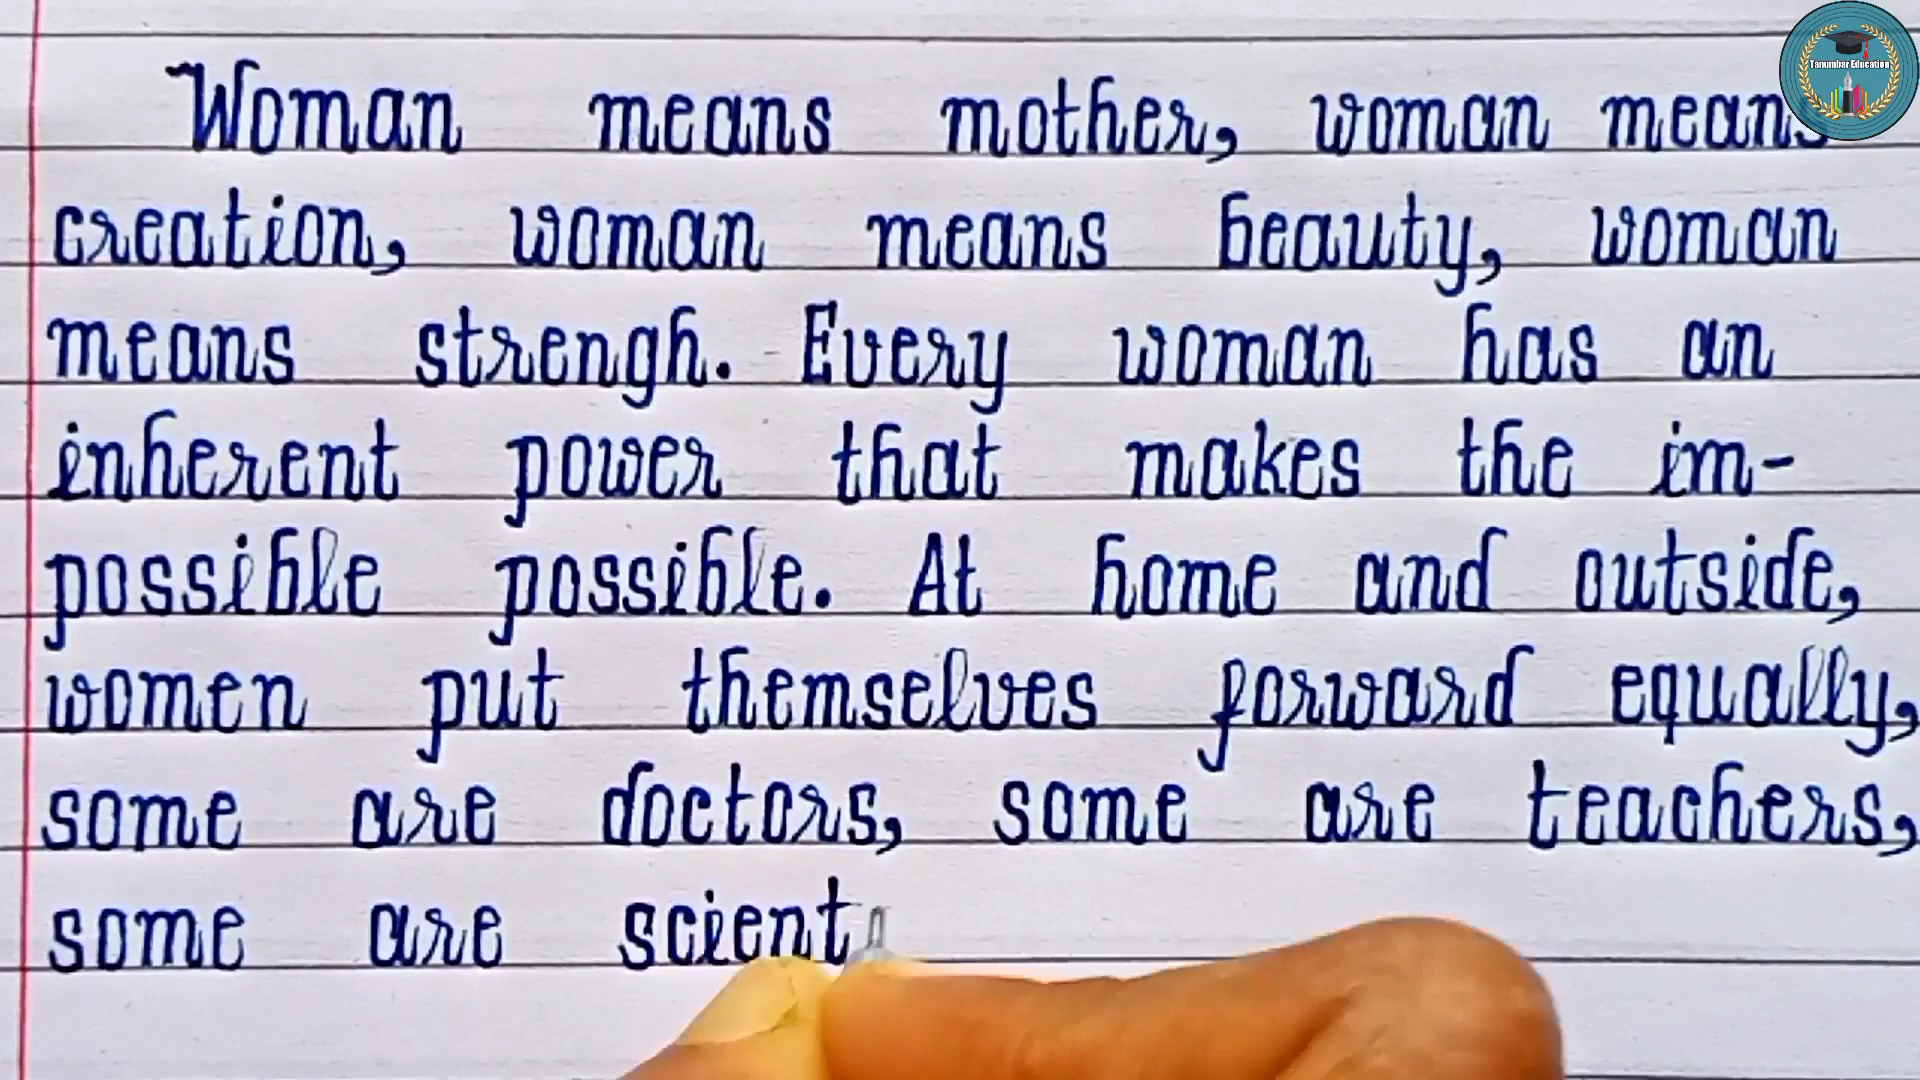 Tanumbar Education
Woman means mother, woman means
creation, woman means beauty, woman
means strengh. Every woman has an
inherent power that makes the im-
possible possible. At home and outside,
women put themselves forward equally,
some are doctors, some are teachers,
some are scient